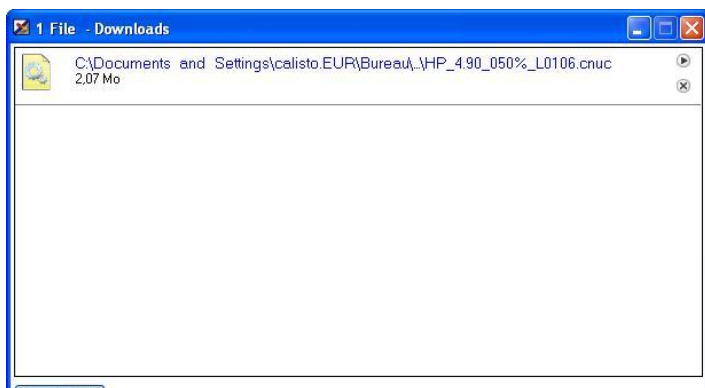 1 File - Downloads
C:\Documents and Settings\calisto.EUR\Bureau\..\HP_4.90_050%_L0106.cnuc
2,07 Mo